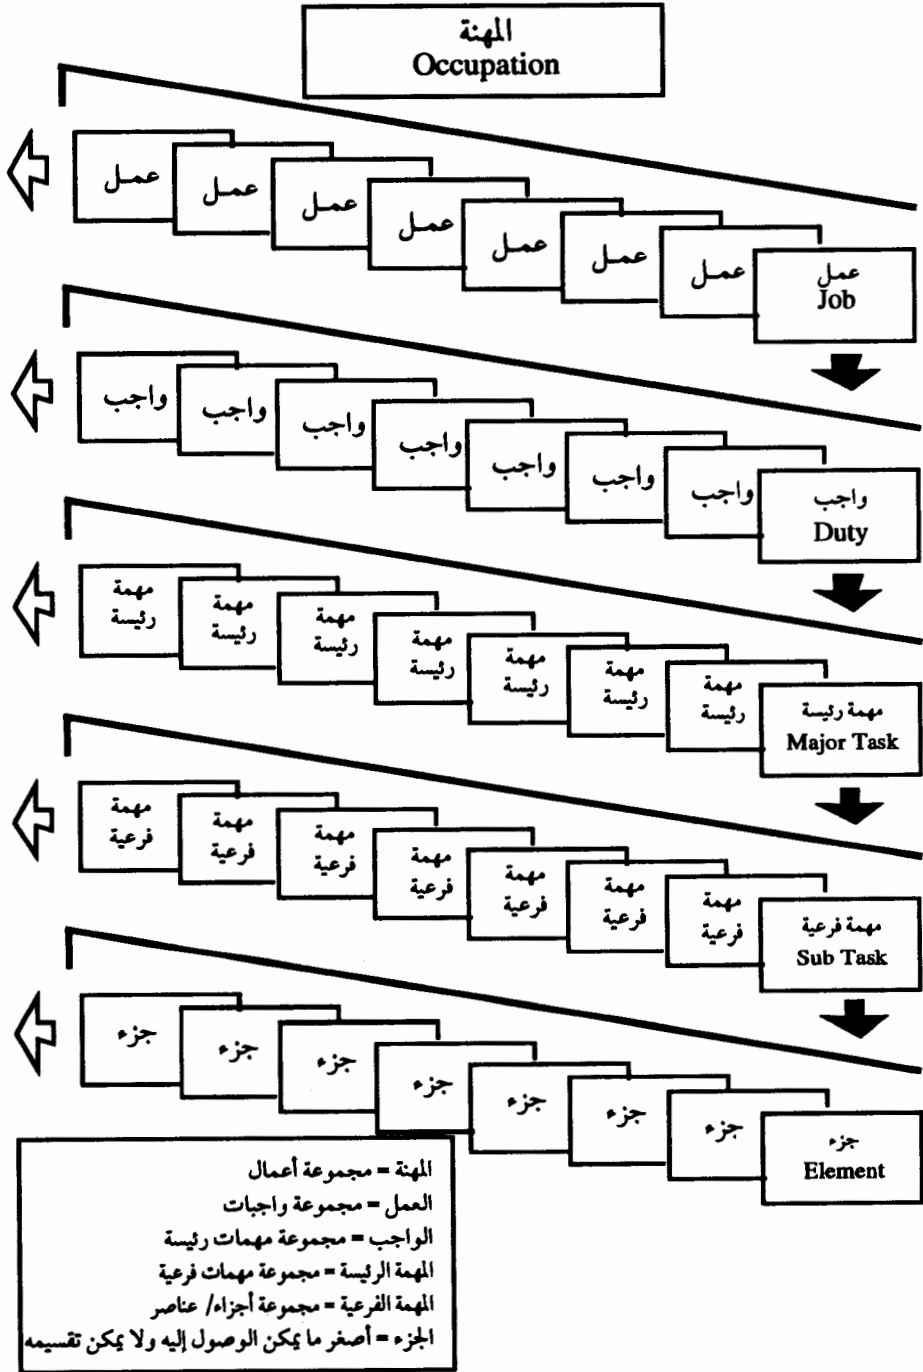 المهنة
Occupation
عمل
Job
عمل
عمل
عمل
عمل
عمل
عمل
عمل
واجب
Duty
واجب
واجب
واجب
واجب
واجب
واجب
واجب
مهمة رئيسة
Major Task
مهمة
رئيسة
مهمة
رئيسة
مهمة
رئيسة
مهمة
رئيسة
مهمة
رئيسة
مهمة
رئيسة
مهمة
رئيسة
مهمة فرعية
Sub Task
مهمة
فرعية
مهمة
فرعية
مهمة
فرعية
مهمة
فرعية
مهمة
فرعية
مهمة
فرعية
مهمة
فرعية
جزء
Element
جزء
جزء
جزء
جزء
جزء
جزء
جزء
المهنة = مجموعة أعمال
العمل = مجموعة واجبات
الواجب = مجموعة مهمات رئيسة
المهمة الرئيسة = مجموعة مهمات فرعية
المهمة الفرعية = مجموعة أجزاء/ عناصر
الجزء = أصغر ما يمكن الوصول إليه ولا يمكن تقسيمه